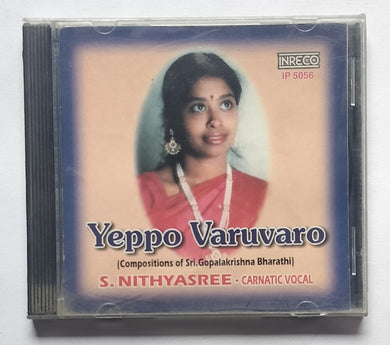 INRECO
IP 5056
Yeppo Varuvaro
(Compositions of Sri.Gopalakrishna Bharathi)
S. NITHYASREE - CARNATIC VOCAL